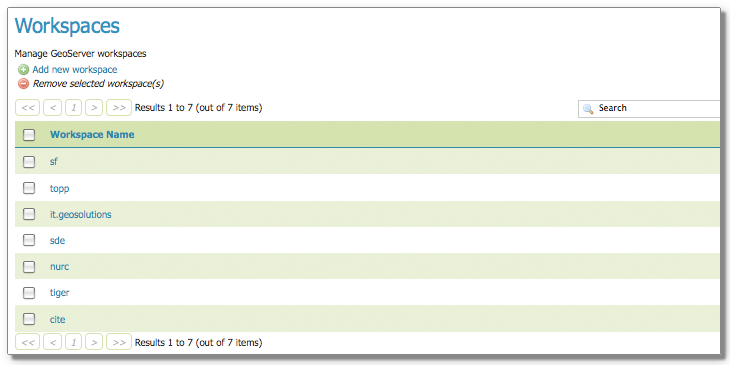 Workspaces
Manage GeoServer workspaces
Add new workspace
Remove selected workspace(s)
<< < 1 > >> Results 1 to 7 (out of 7 items) Search
Workspace Name
sf
topp
it.geosolutions
sde
nurc
tiger
cite
<< < 1 > >> Results 1 to 7 (out of 7 items)